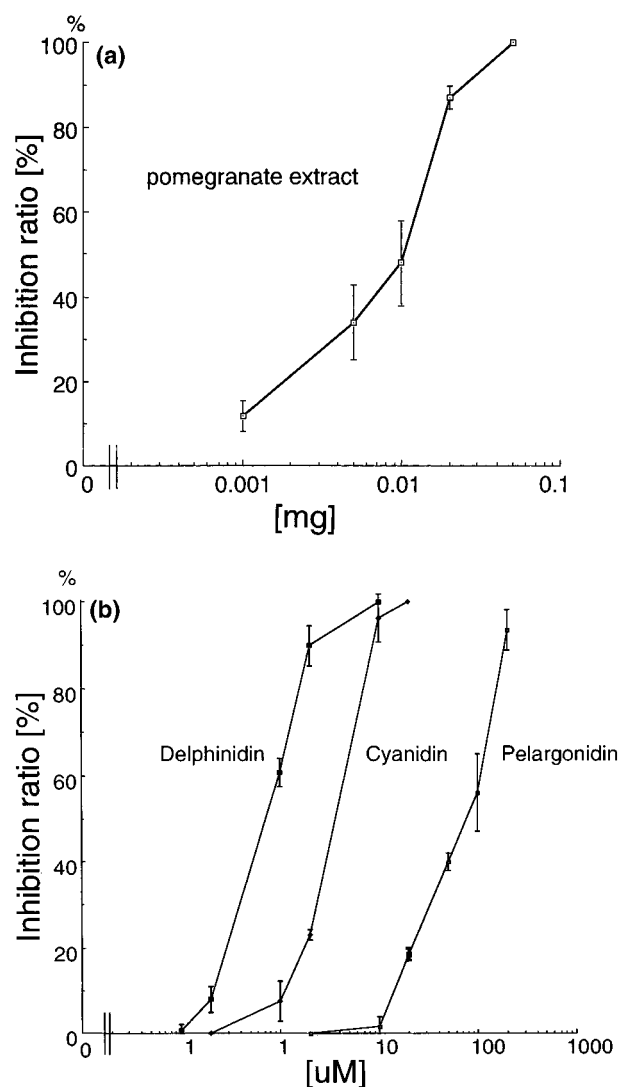 %
100
(a)
80
60
40
20
0
Inhibition ratio [%]
pomegranate extract
0
0.001
0.01
0.1
[mg]
%
100
(b)
80
60
40
20
0
Inhibition ratio [%]
Delphinidin
Cyanidin
Pelargonidin
0
1
1
10
100
1000
[uM]